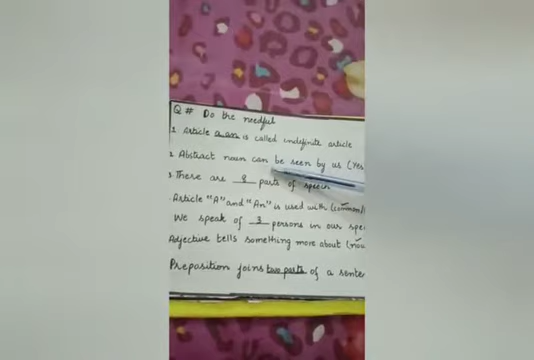 Q # Do the needful
1. Article a an is called indefinite article
2. Abstract noun can be seen by us (Yes
3. There are 8 parts of speech
Article "A" and "An" is used with (common/
We speak of 3 persons in our spee
Adjective tells something more about (nou
Preposition joins two parts of a senten